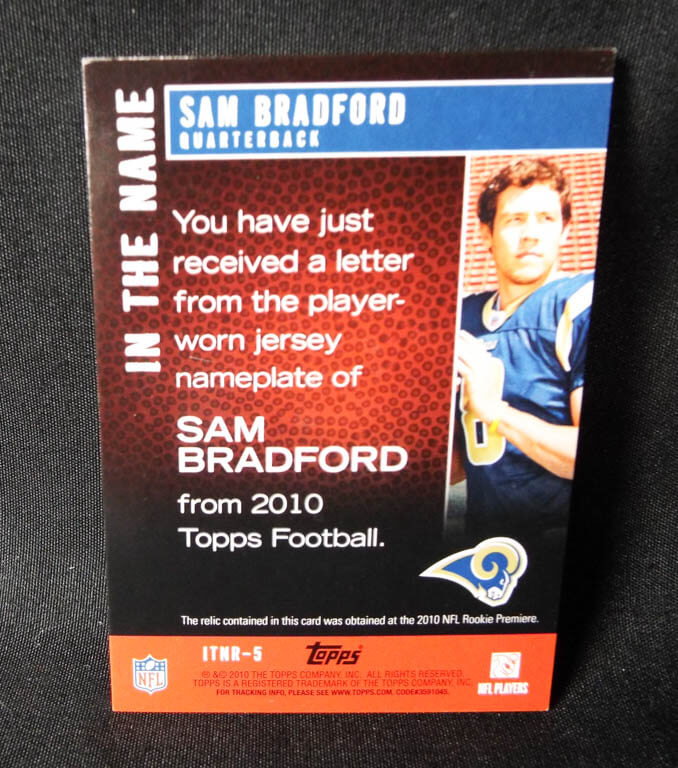 IN THE NAME
SAM BRADFORD
QUARTERBACK
You have just
received a letter
from the player-
worn jersey
nameplate of
SAM
BRADFORD
from 2010
Topps Football.
8
The relic contained in this card was obtained at the 2010 NFL Rookie Premiere.
NFL
ITNR-5
topps
® &© 2010 THE TOPPS COMPANY, INC. ALL RIGHTS RESERVED.
TOPPS IS A REGISTERED TRADEMARK OF THE TOPPS COMPANY, INC.
FOR TRACKING INFO, PLEASE SEE WWW.TOPPS.COM. CODE#3591045.
NFL PLAYERS